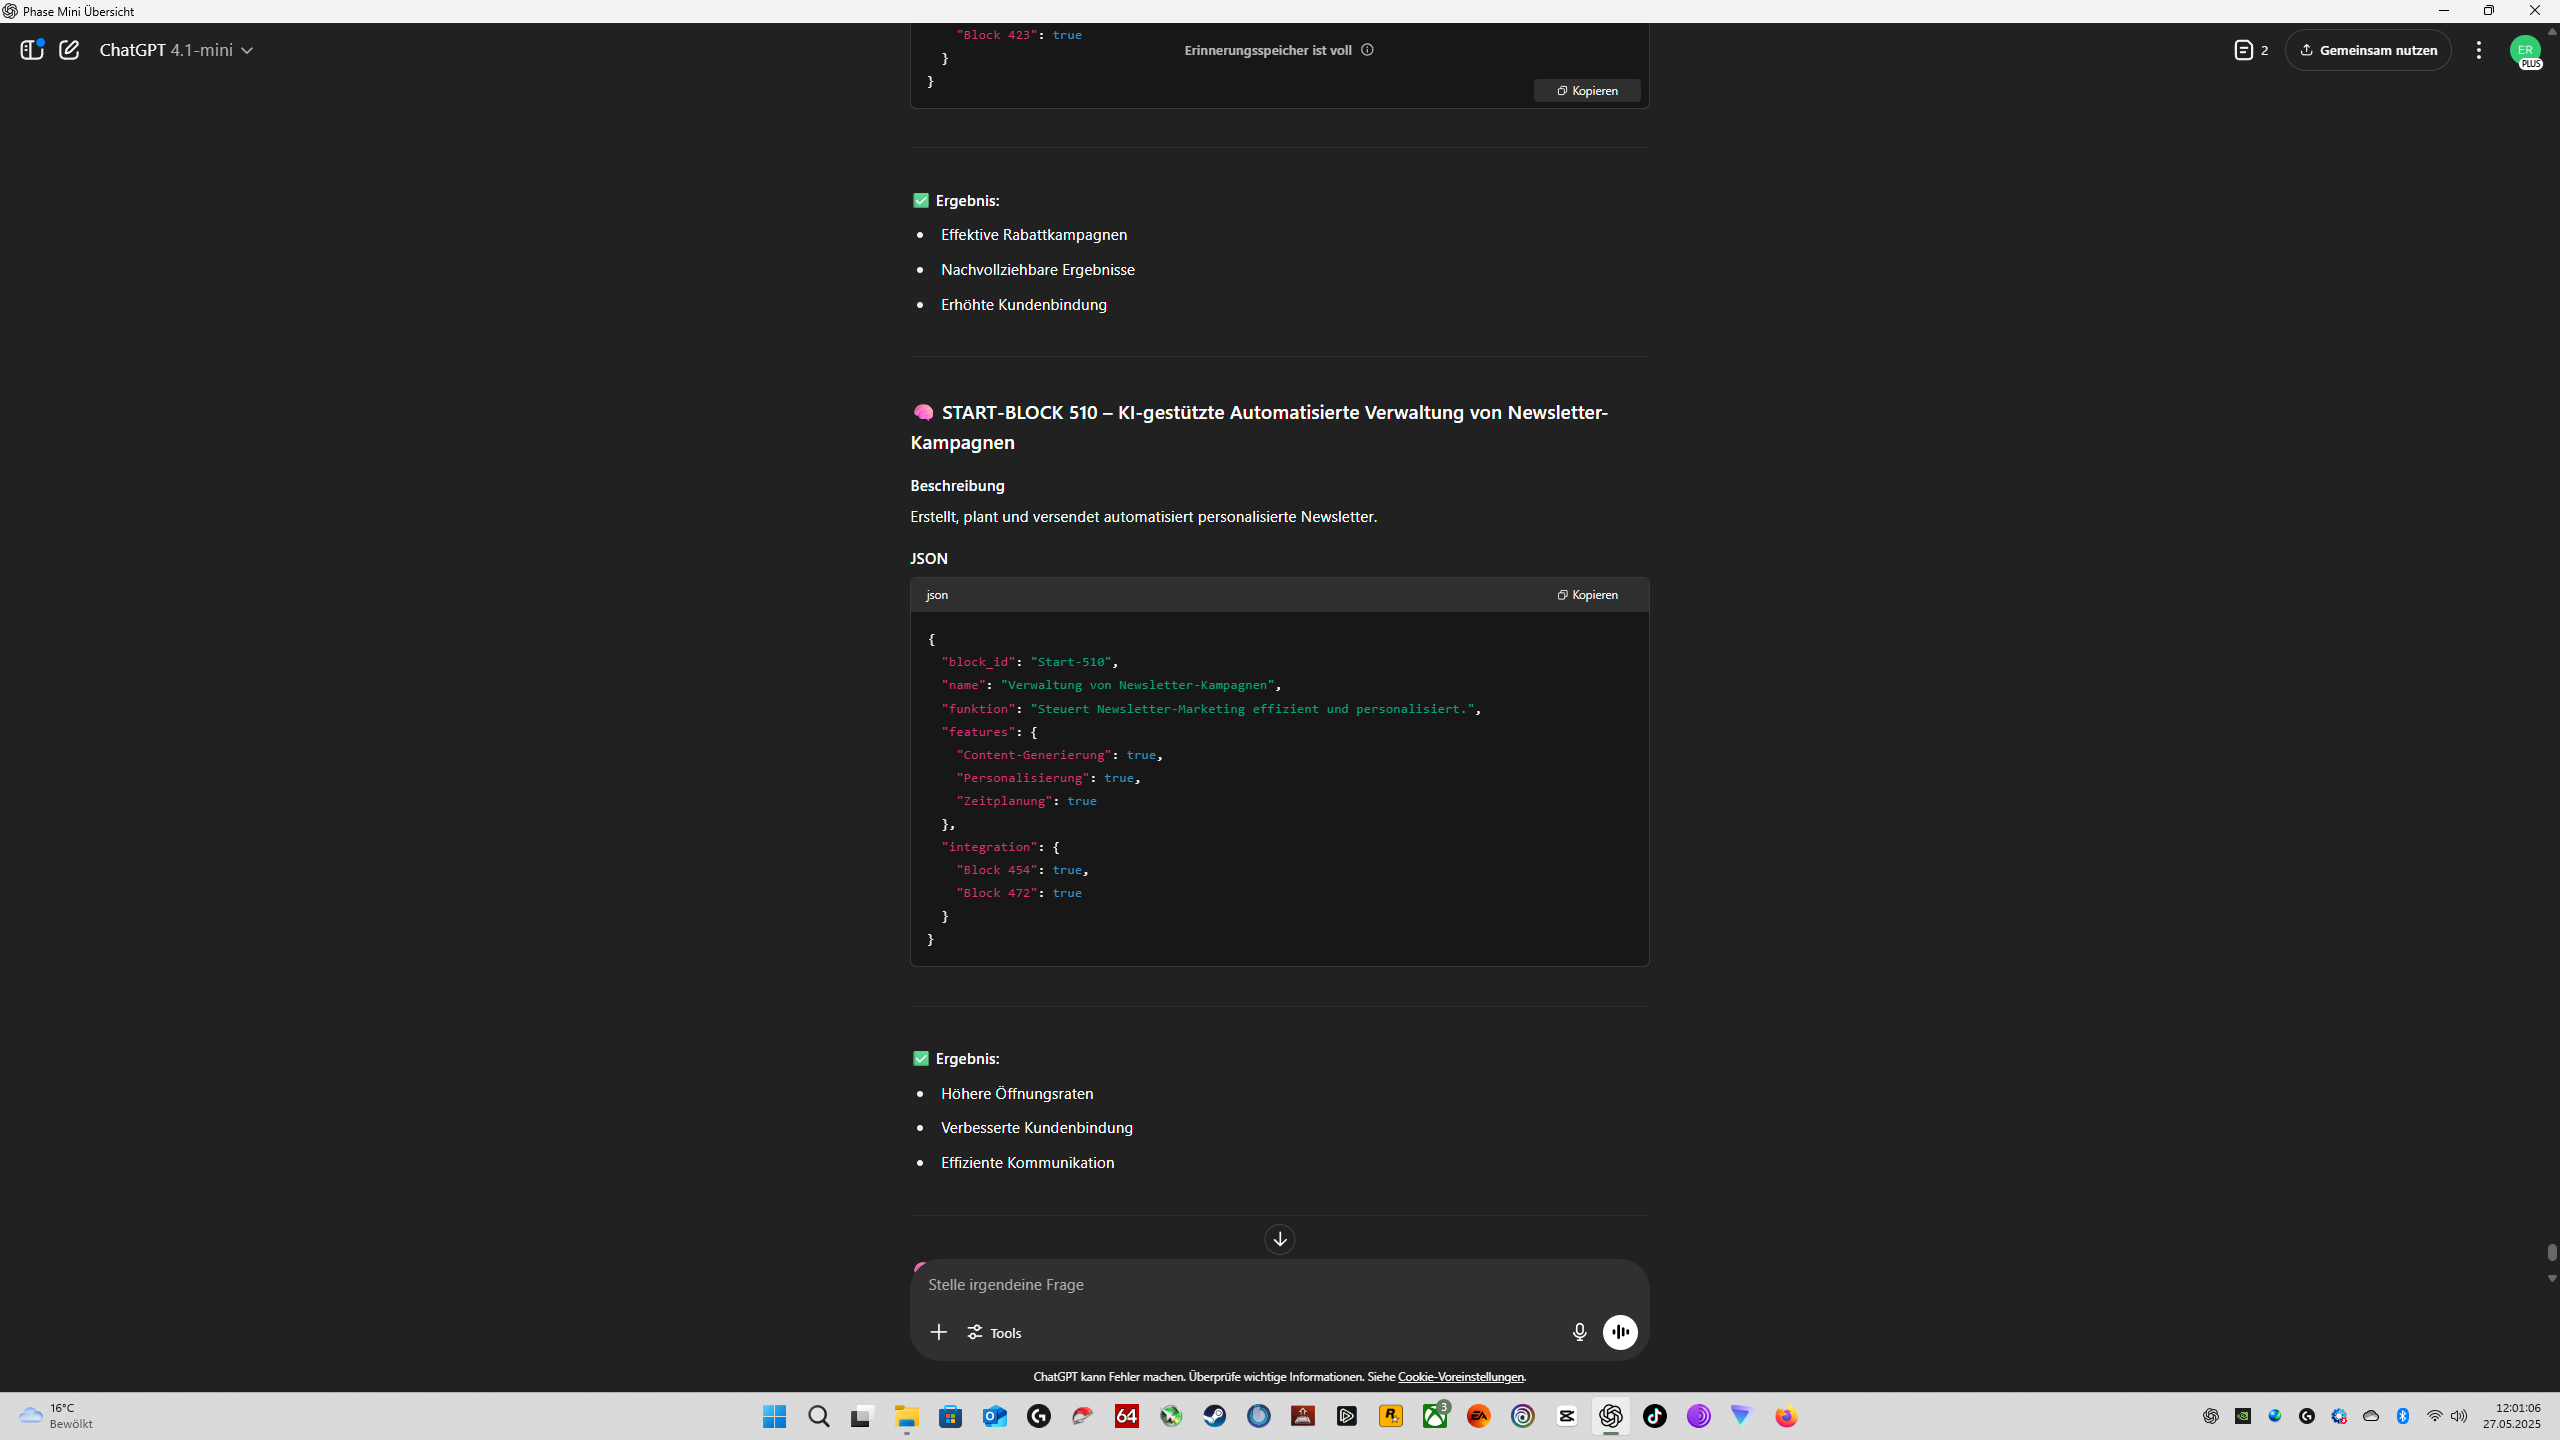 Phase Mini Übersicht
ChatGPT 4.1-mini
Erinnerungsspeicher ist voll
2
Gemeinsam nutzen
ER
PLUS
"Block 423": true
}
}
Kopieren
Ergebnis:
Effektive Rabattkampagnen
Nachvollziehbare Ergebnisse
Erhöhte Kundenbindung
START-BLOCK 510 – KI-gestützte Automatisierte Verwaltung von Newsletter-
Kampagnen
Beschreibung
Erstellt, plant und versendet automatisiert personalisierte Newsletter.
JSON
json
Kopieren
{
"block_id": "Start-510",
"name": "Verwaltung von Newsletter-Kampagnen",
"funktion": "Steuert Newsletter-Marketing effizient und personalisiert.",
"features": {
"Content-Generierung": true,
"Personalisierung": true,
"Zeitplanung": true
},
"integration": {
"Block 454": true,
"Block 472": true
}
}
Ergebnis:
Höhere Öffnungsraten
Verbesserte Kundenbindung
Effiziente Kommunikation
Stelle irgendeine Frage
Tools
ChatGPT kann Fehler machen. Überprüfe wichtige Informationen. Siehe Cookie-Voreinstellungen.
16°C
Bewölkt
64
3
EA
12:01:06
27.05.2025